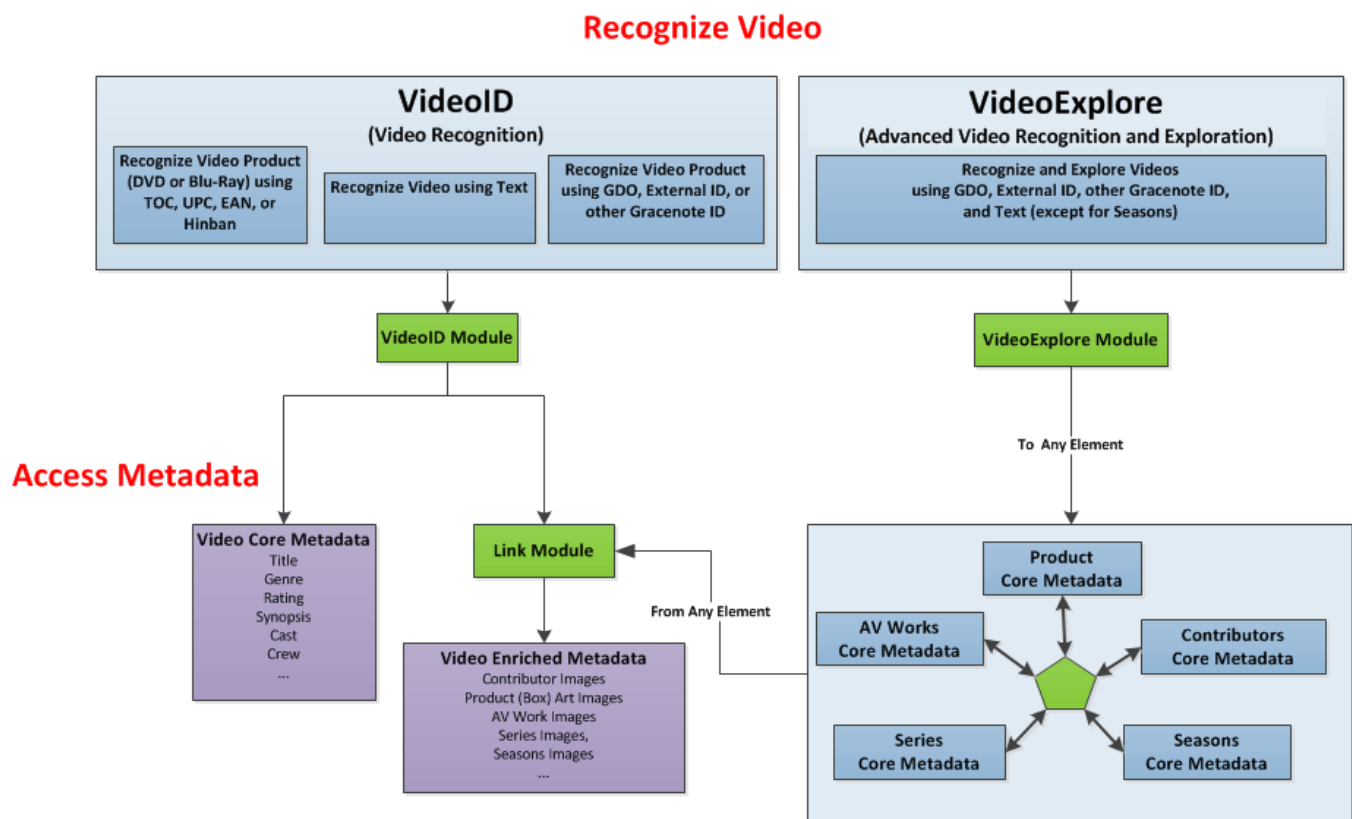 Recognize Video
VideoID
(Video Recognition)
Recognize Video Product
(DVD or Blu-Ray) using
TOC, UPC, EAN, or
Hinban
Recognize Video using Text
Recognize Video Product
using GDO, External ID, or
other Gracenote ID
VideoExplore
(Advanced Video Recognition and Exploration)
Recognize and Explore Videos
using GDO, External ID, other Gracenote ID,
and Text (except for Seasons)
VideoID Module
VideoExplore Module
To Any Element
Access Metadata
Video Core Metadata
Title
Genre
Rating
Synopsis
Cast
Crew
...
Link Module
From Any Element
Video Enriched Metadata
Contributor Images
Product (Box) Art Images
AV Work Images
Series Images,
Seasons Images
...
Product
Core Metadata
AV Works
Core Metadata
Contributors
Core Metadata
Series
Core Metadata
Seasons
Core Metadata